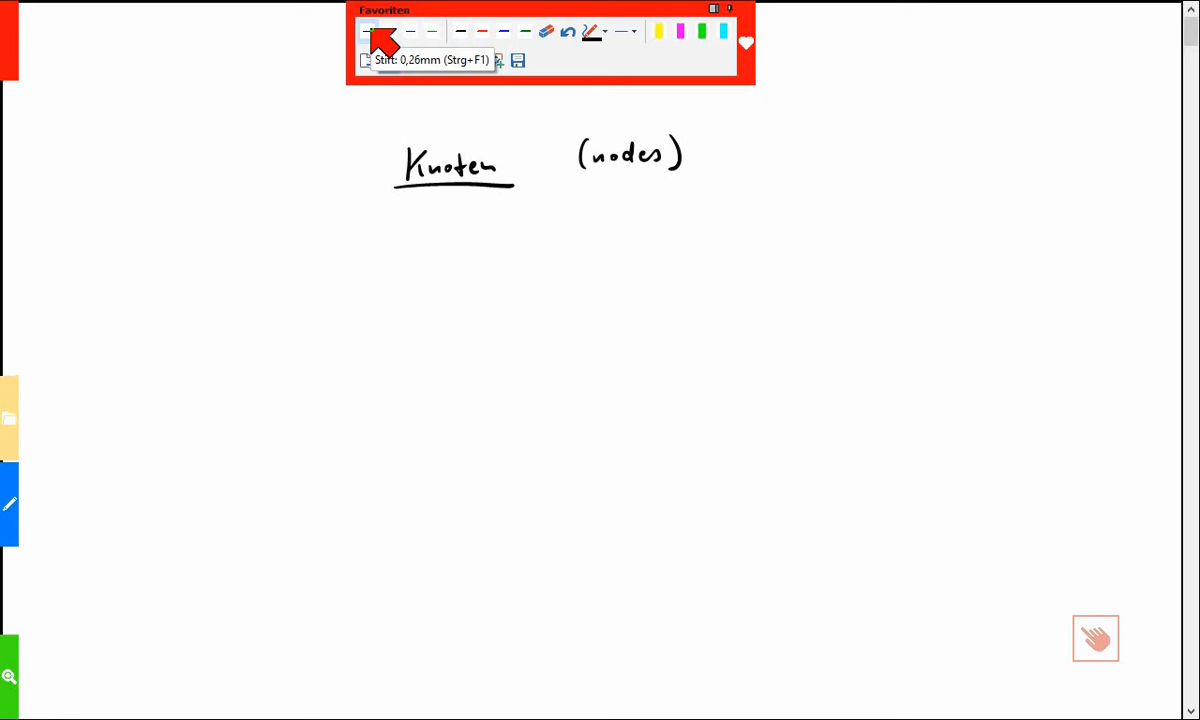 Favoriten
Stift: 0,26mm (Strg+F1)
Knoten (nodes)